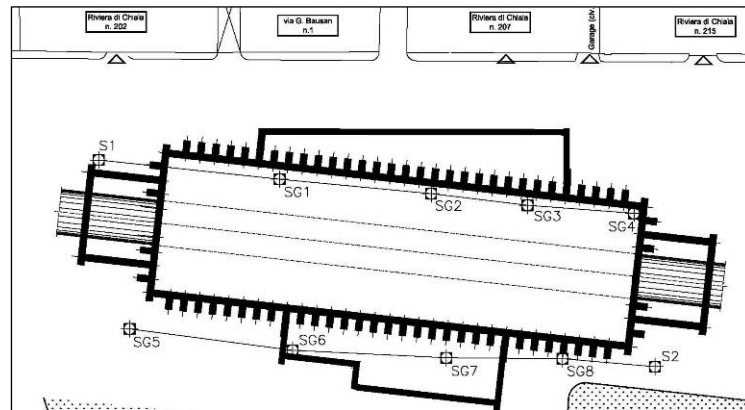 Riviera di Chiaia
n. 202
via G. Bausan
n.1
Riviera di Chiaia
n. 207
Garage (civ.
Riviera di Chiaia
n. 215
S1
SG1
SG2
SG3
SG4
SG5
SG6
SG7
SG8
S2